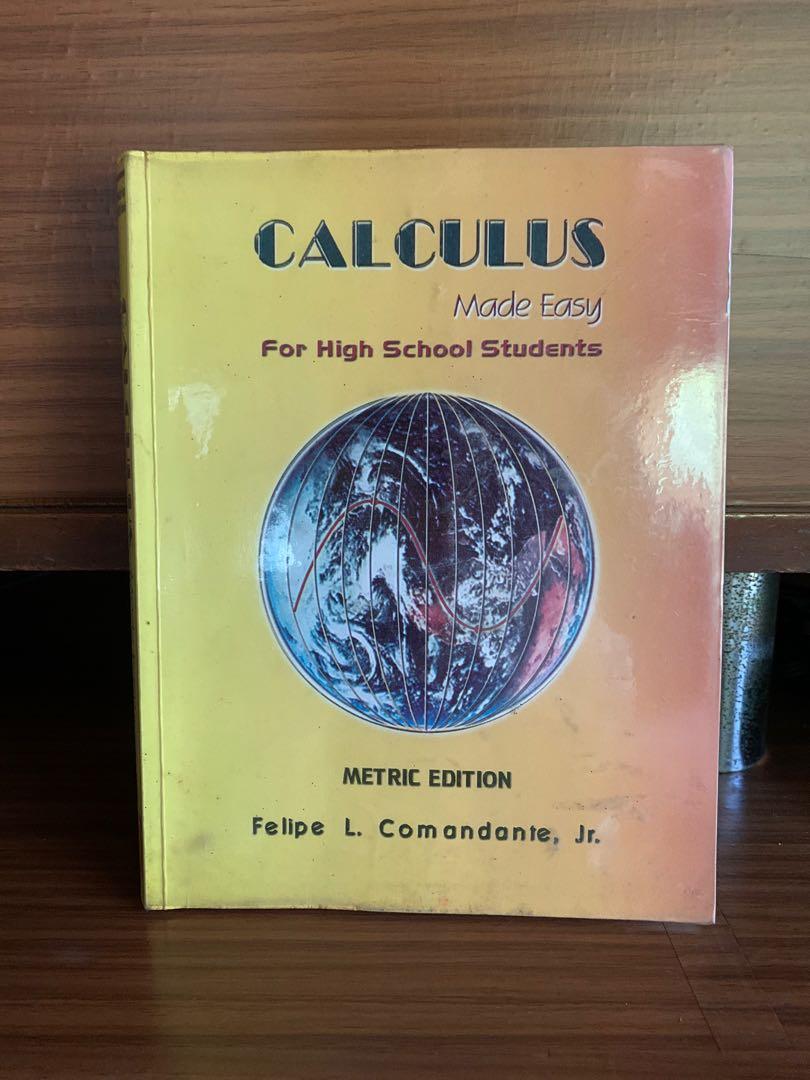 CALCULUS
Made Easy
For High School Students
METRIC EDITION
Felipe L. Comandante, Jr.